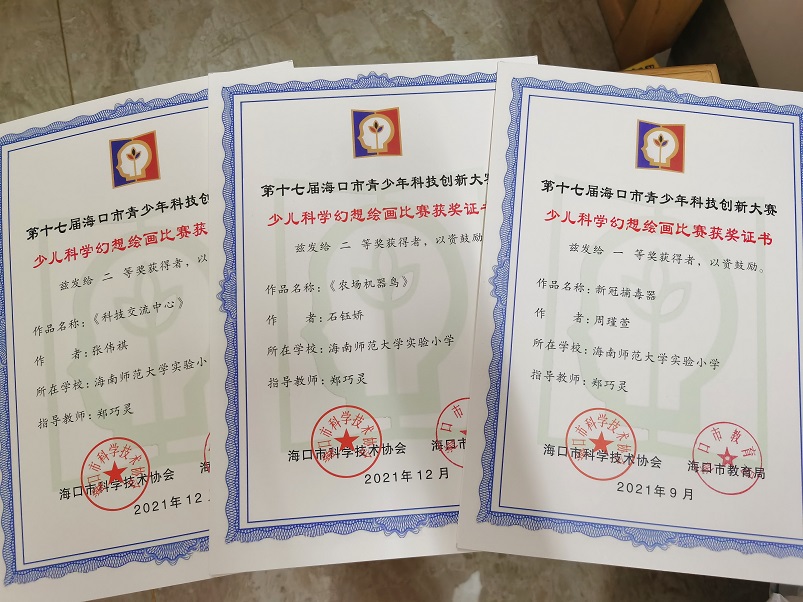 第十七届海口市青少年科技创
少儿科学幻想绘画比赛获
兹发给 二 等奖获得者，以
作品名称：《科技交流中心》
作 者：张伟祺
所在学校：海南师范大学实验小
指导教师：郑巧灵
海口市科学技术协会
海
2021年12
第十七届海口市青少年科技创新大赛
少儿科学幻想绘画比赛获奖证书
兹发给 二 等奖获得者，以资鼓励
作品名称：《农场机器鸟》
作 者：石钰娇
所在学校：海南师范大学实验小学
指导教师：郑巧灵
海口市科学技术协会
海口市
2021年12月
第十七届海口市青少年科技创新大赛
少儿科学幻想绘画比赛获奖证书
兹发给 一 等奖获得者，以资鼓励。
作品名称：新冠捕毒器
作 者：周瑾萱
所在学校：海南师范大学实验小学
指导教师：郑巧灵
海口市科学技术协会
海口市教育局
2021年9月